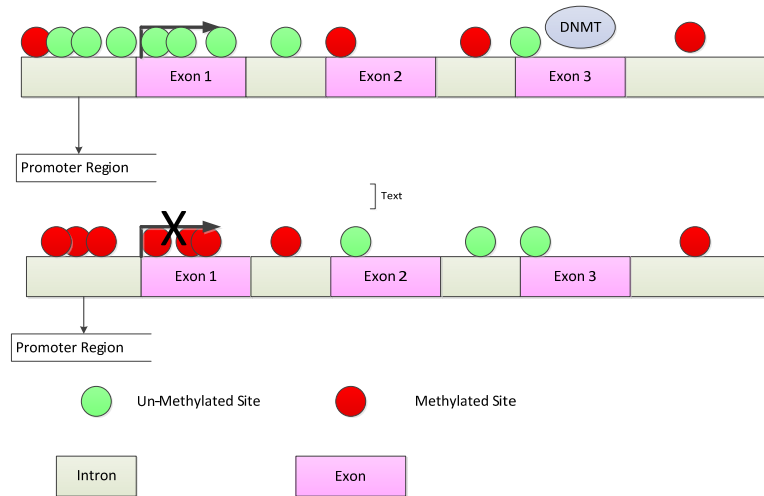 DNMT
Exon 1
Exon 2
Exon 3
Promoter Region
Text
X
Exon 1
Exon 2
Exon 3
Promoter Region
Un-Methylated Site
Methylated Site
Intron
Exon